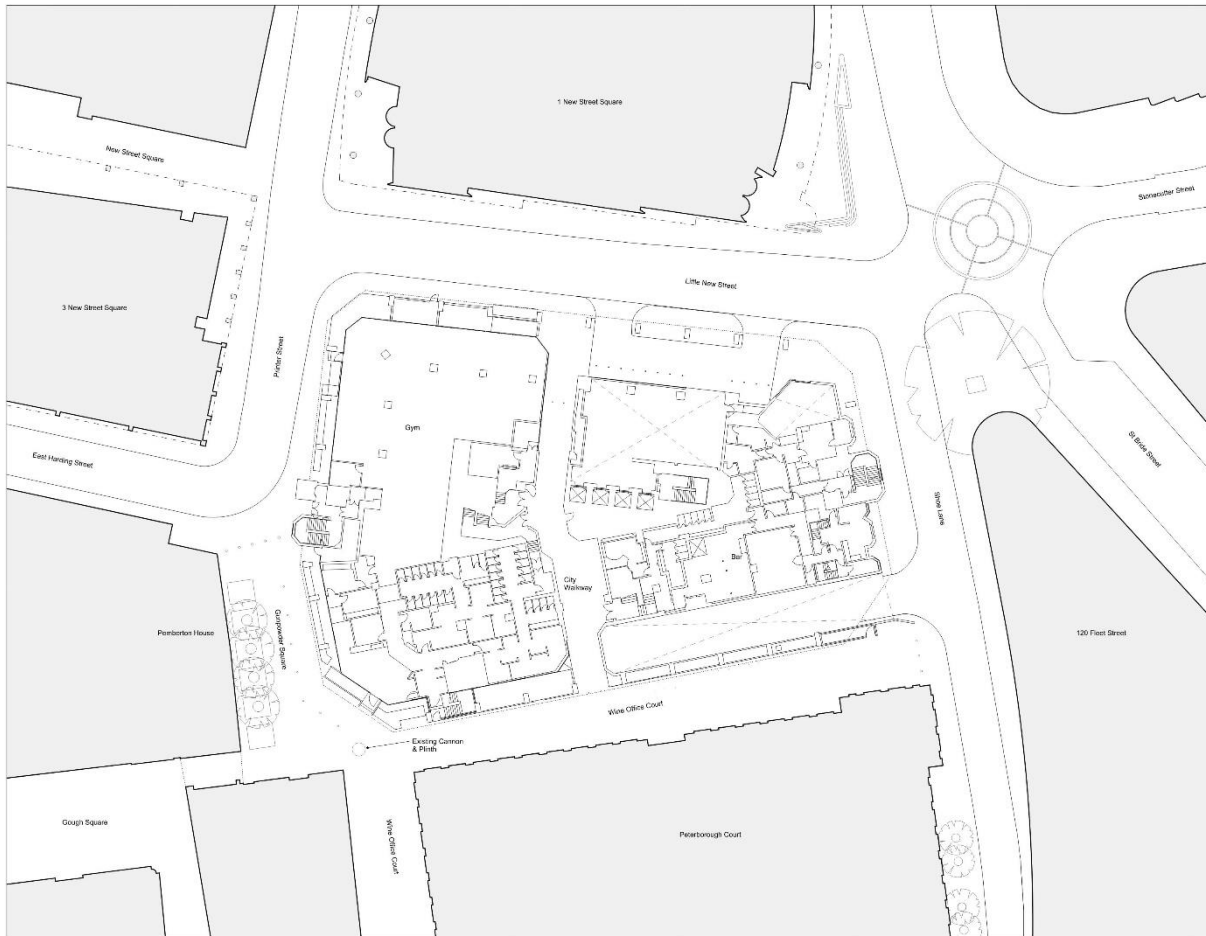 1 New Street Square
New Street Square
Stonecutter Street
Little New Street
3 New Street Square
Printer Street
Gym
East Harding Street
St Bride Street
Shoe Lane
Bar
City
Walkway
Pemberton House
Gunpowder Square
120 Fleet Street
Wine Office Court
Existing Cannon
& Plinth
Gough Square
Wine Office Court
Peterborough Court